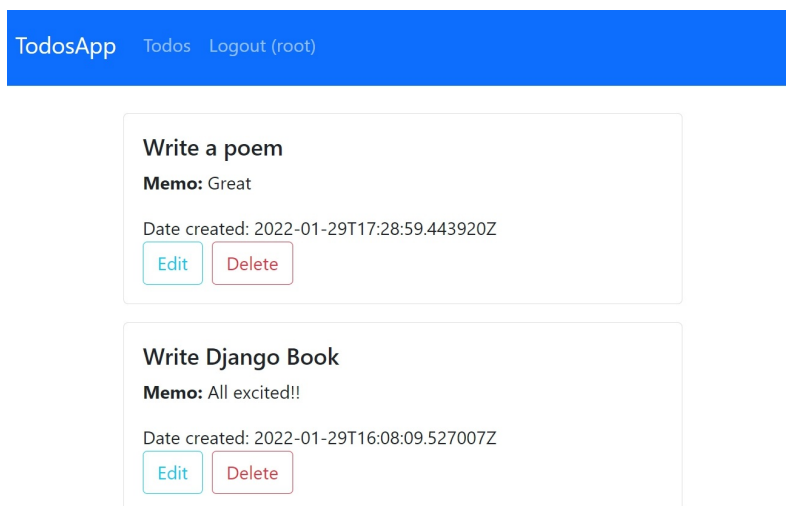 TodosApp Todos Logout (root)
Write a poem
Memo: Great
Date created: 2022-01-29T17:28:59.443920Z
Edit Delete
Write Django Book
Memo: All excited!!
Date created: 2022-01-29T16:08:09.527007Z
Edit Delete